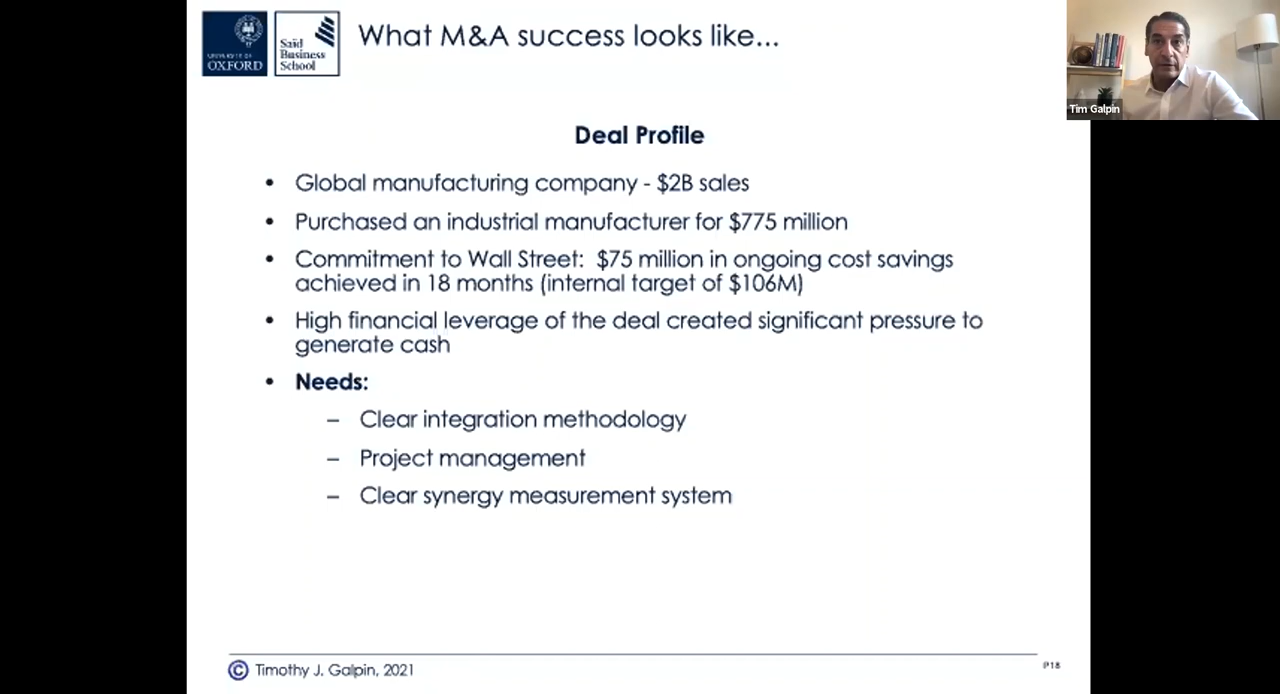 UNIVERSITY OF
OXFORD
Saïd
Business
School
What M&A success looks like...
Tim Galpin
Deal Profile
• Global manufacturing company - $2B sales
• Purchased an industrial manufacturer for $775 million
• Commitment to Wall Street:  $75 million in ongoing cost savings
achieved in 18 months (internal target of $106M)
• High financial leverage of the deal created significant pressure to
generate cash
• Needs:
– Clear integration methodology
– Project management
– Clear synergy measurement system
© Timothy J. Galpin, 2021
P18